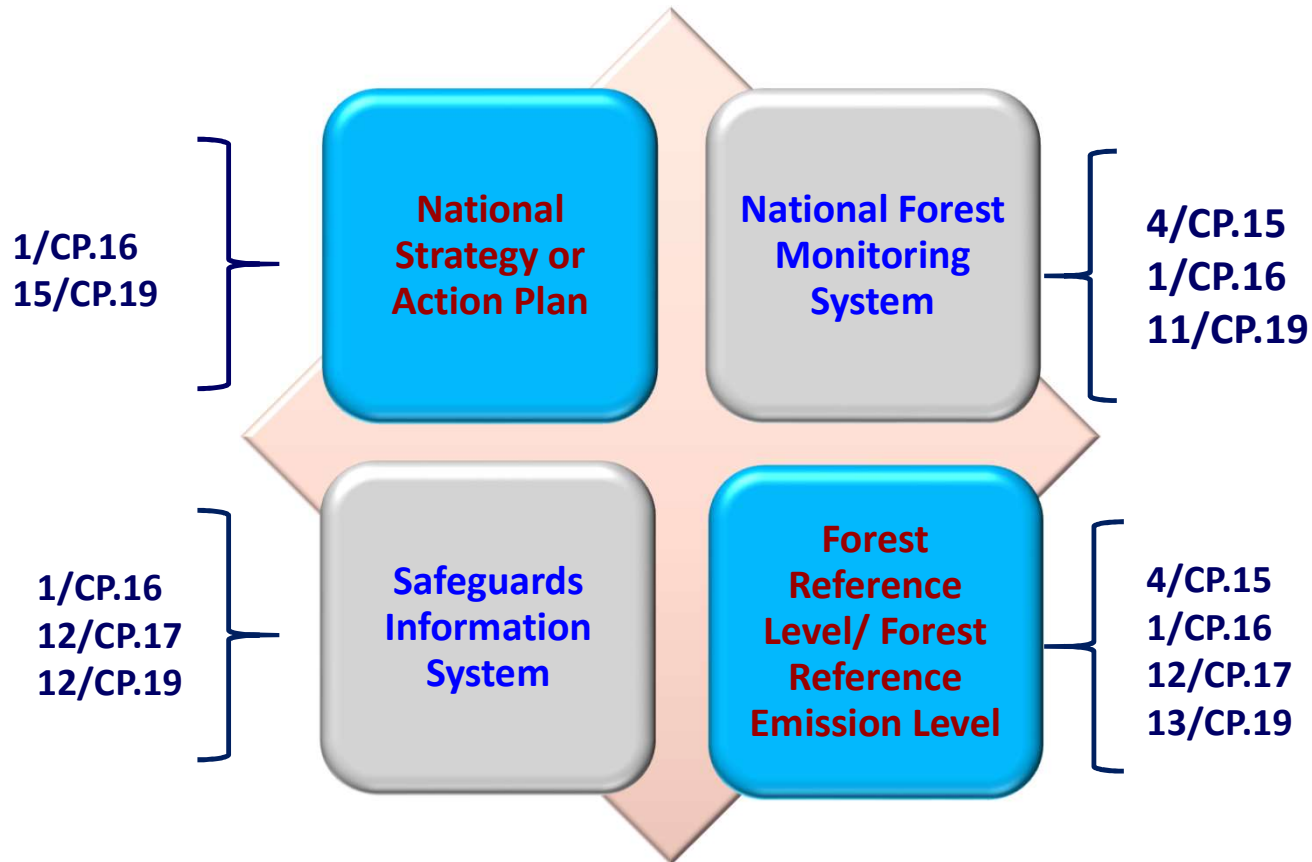 1/CP.16
15/CP.19
National
Strategy or
Action Plan
National Forest
Monitoring
System
4/CP.15
1/CP.16
11/CP.19
1/CP.16
12/CP.17
12/CP.19
Safeguards
Information
System
Forest
Reference
Level/ Forest
Reference
Emission Level
4/CP.15
1/CP.16
12/CP.17
13/CP.19